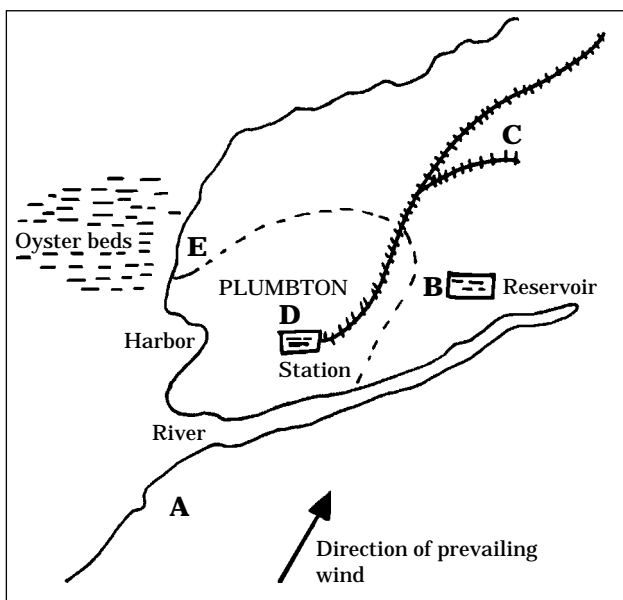 C
Oyster beds
E
PLUMBTON
B
Reservoir
D
Harbor
Station
River
A
Direction of prevailing
wind